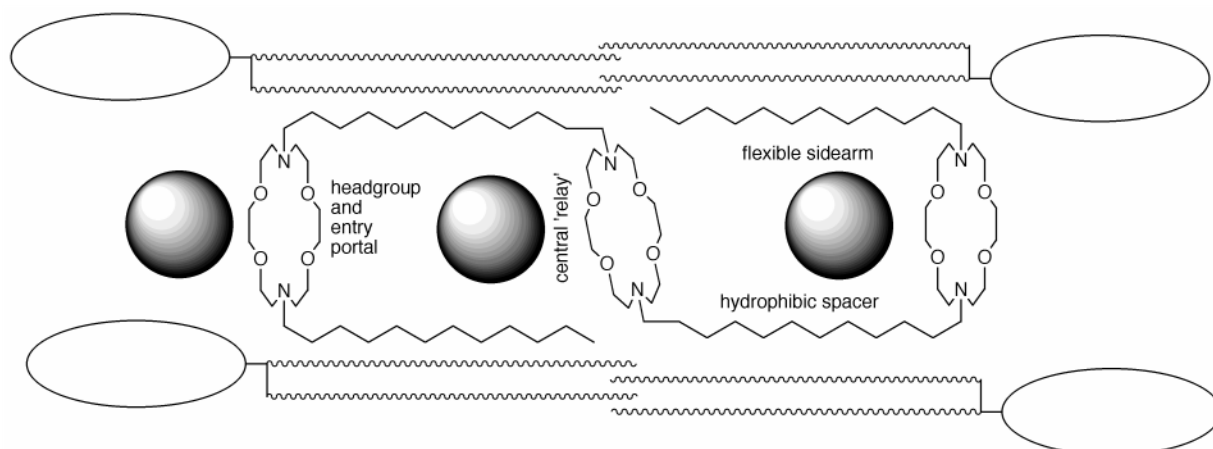 N
O O
O O
N
headgroup
and
entry
portal
central 'relay'
N
O O
O O
N
flexible sidearm
hydrophibic spacer
N
O O
O O
N